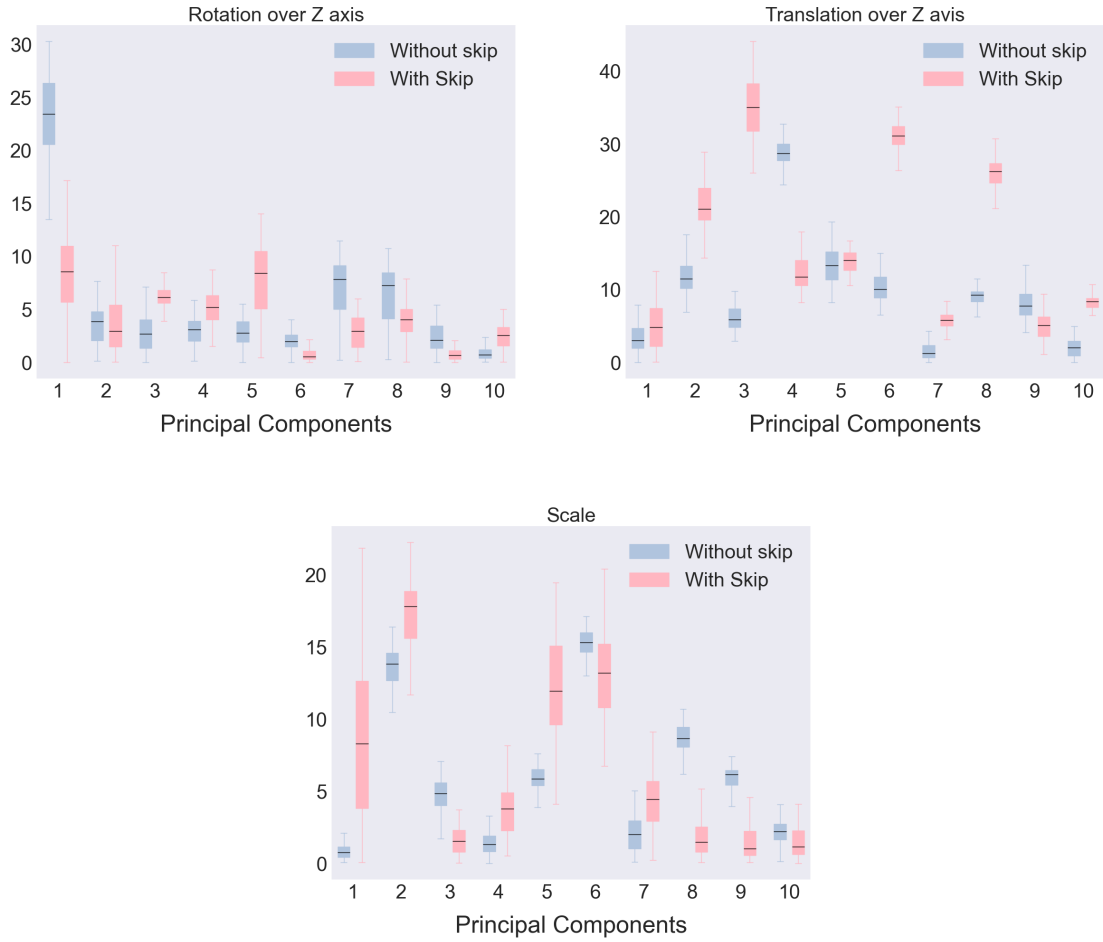 Rotation over Z axis
Without skip
With Skip
30
25
20
15
10
5
0
1 2 3 4 5 6 7 8 9 10
Principal Components
Translation over Z avis
Without skip
With Skip
40
30
20
10
0
1 2 3 4 5 6 7 8 9 10
Principal Components
Scale
Without skip
With Skip
20
15
10
5
0
1 2 3 4 5 6 7 8 9 10
Principal Components